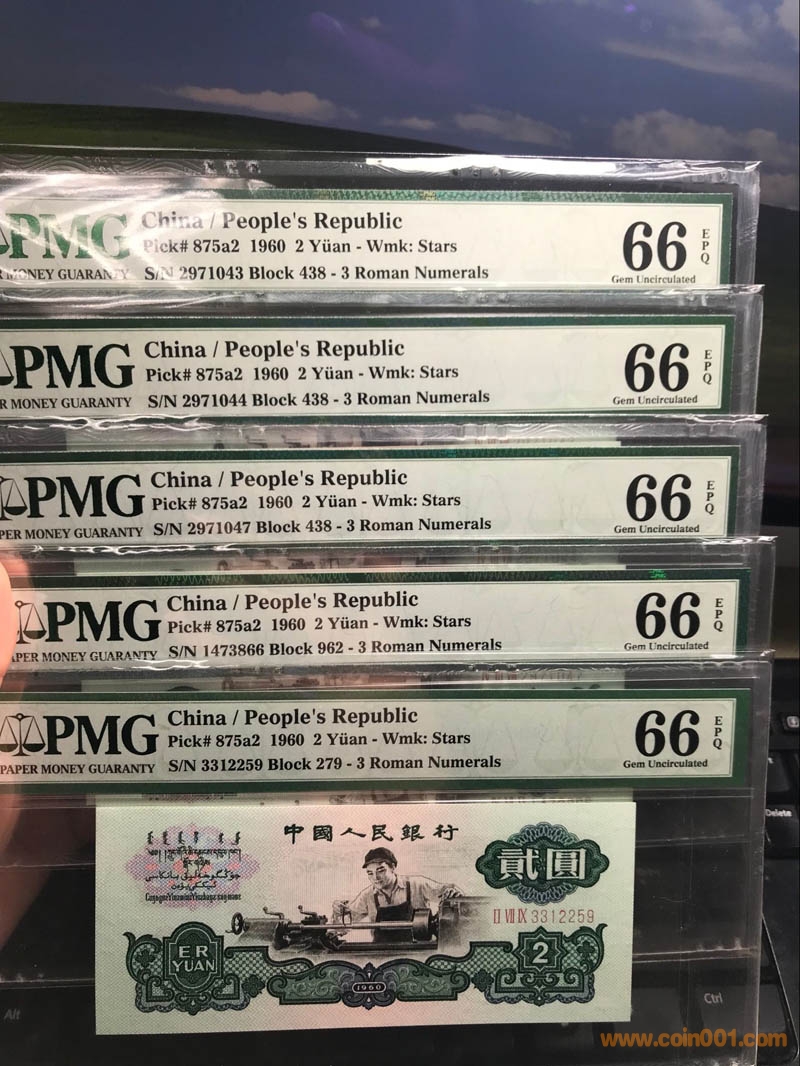 PMG
China / People's Republic
Pick# 875a2 1960 2 Yüan - Wmk: Stars
S/N 2971043 Block 438 - 3 Roman Numerals
R MONEY GUARANTY
66
EPQ
Gem Uncirculated
PMG
China / People's Republic
Pick# 875a2 1960 2 Yüan - Wmk: Stars
S/N 2971044 Block 438 - 3 Roman Numerals
R MONEY GUARANTY
66
EPQ
Gem Uncirculated
PMG
China / People's Republic
Pick# 875a2 1960 2 Yüan - Wmk: Stars
S/N 2971047 Block 438 - 3 Roman Numerals
PER MONEY GUARANTY
66
EPQ
Gem Uncirculated
PMG
China / People's Republic
Pick# 875a2 1960 2 Yüan - Wmk: Stars
S/N 1473866 Block 962 - 3 Roman Numerals
PER MONEY GUARANTY
66
EPQ
Gem Uncirculated
PMG
China / People's Republic
Pick# 875a2 1960 2 Yüan - Wmk: Stars
S/N 3312259 Block 279 - 3 Roman Numerals
PAPER MONEY GUARANTY
66
EPQ
Gem Uncirculated
中國人民銀行
貳圓
II VII IX 3312259
ER
YUAN
2
1960
Delete
Alt
Ctrl
www.coin001.com